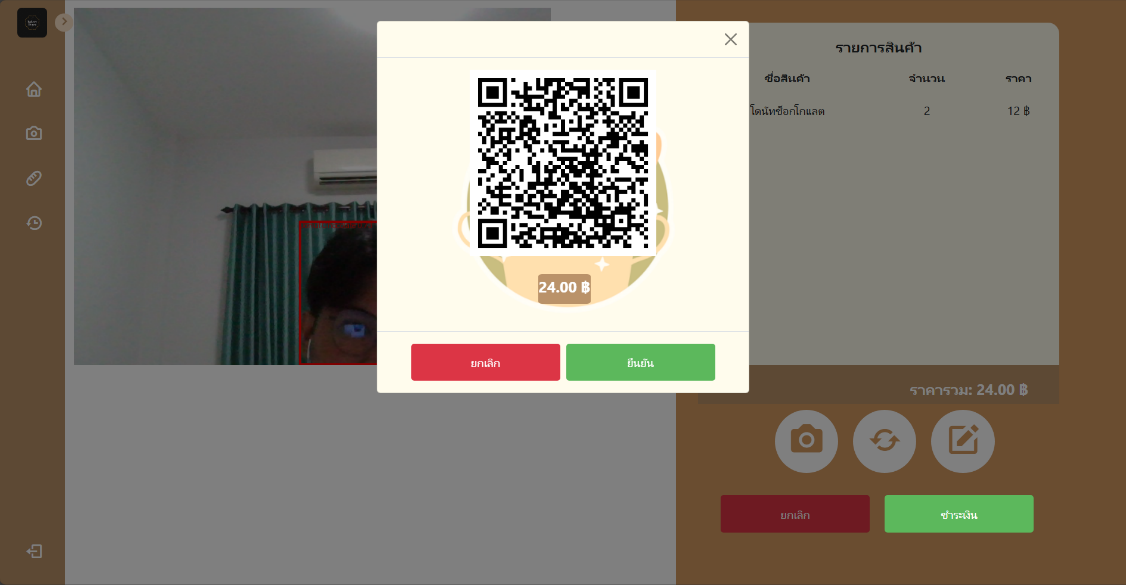 รายการสินค้า
ชื่อสินค้า จำนวน ราคา
โดนัทช็อกโกแลต 2 12 ฿
24.00 ฿
ยกเลิก ยืนยัน
ราคารวม: 24.00 ฿
ยกเลิก ชำระเงิน